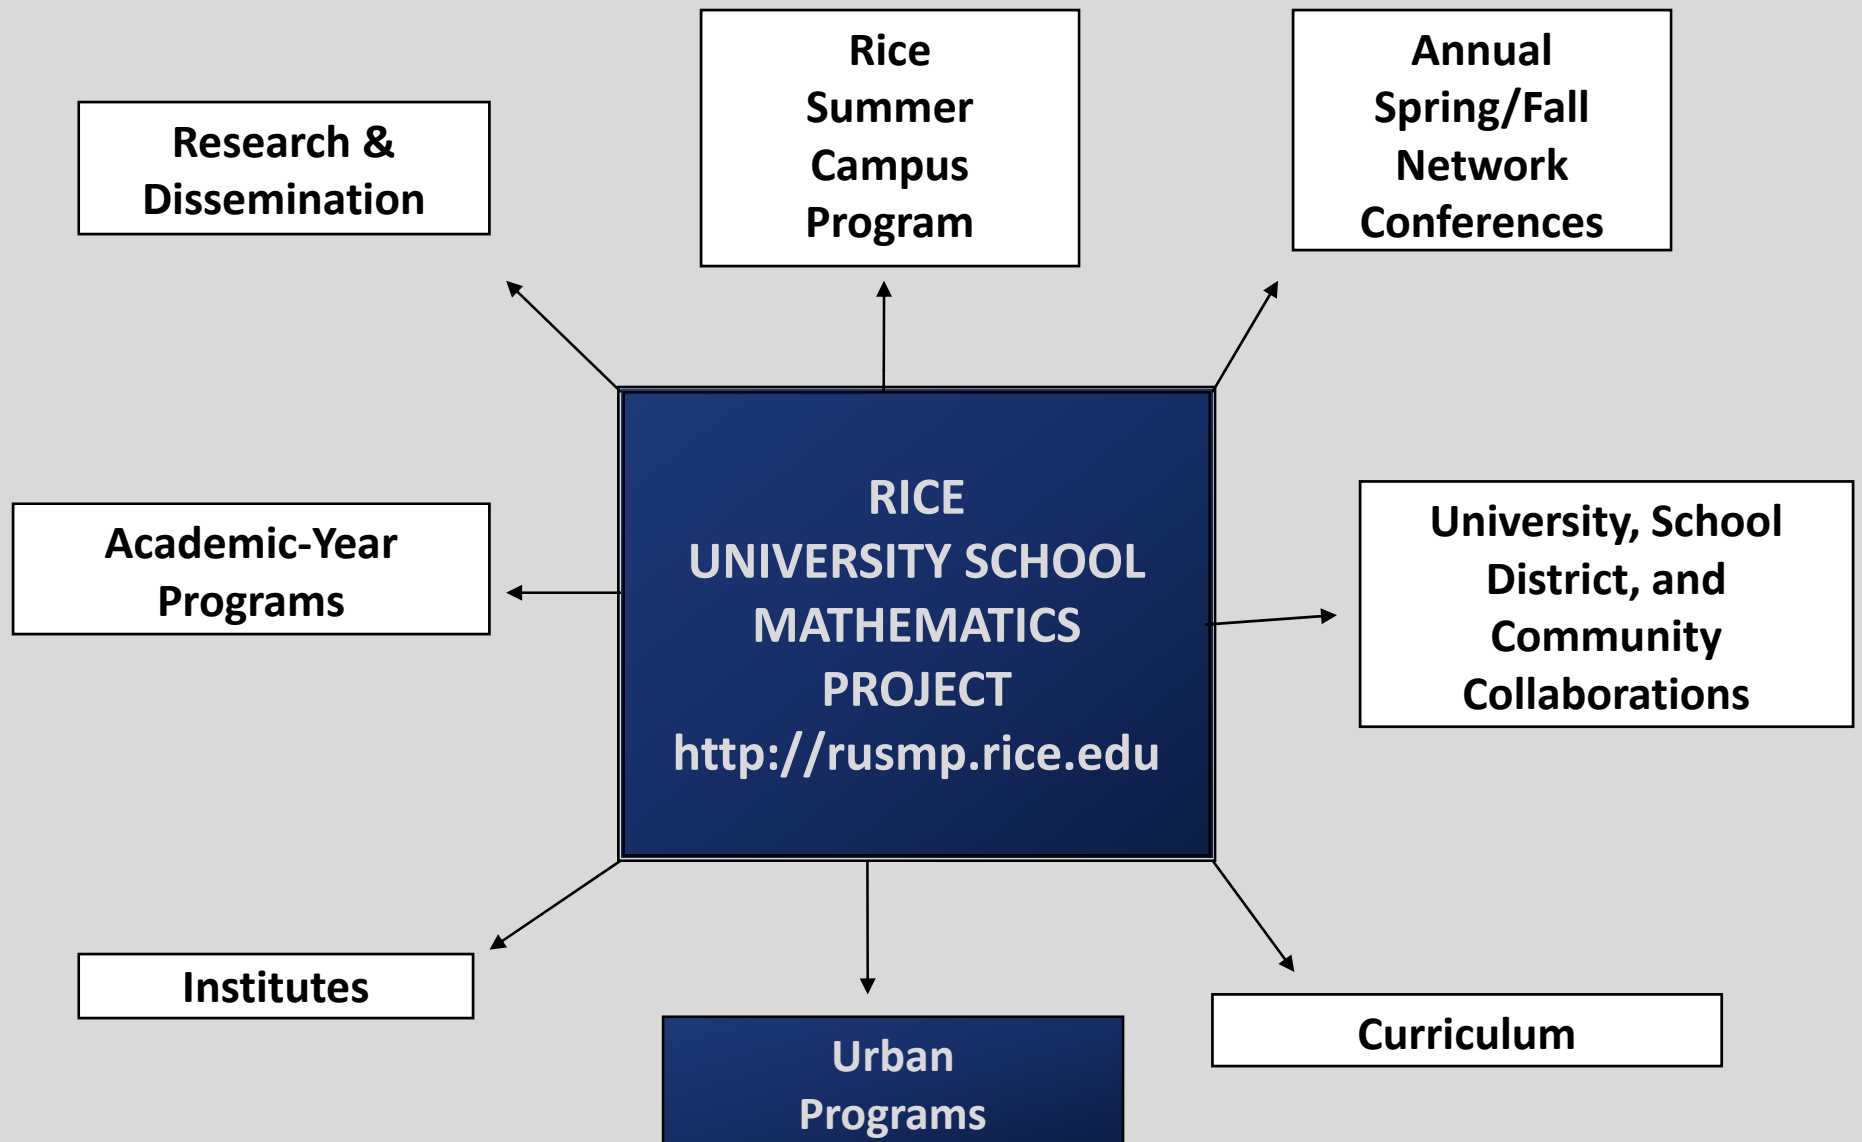 Rice
Summer
Campus
Program
Annual
Spring/Fall
Network
Conferences
Research &
Dissemination
RICE
UNIVERSITY SCHOOL
MATHEMATICS
PROJECT
http://rusmp.rice.edu
Academic-Year
Programs
University, School
District, and
Community
Collaborations
Institutes
Urban
Programs
Curriculum